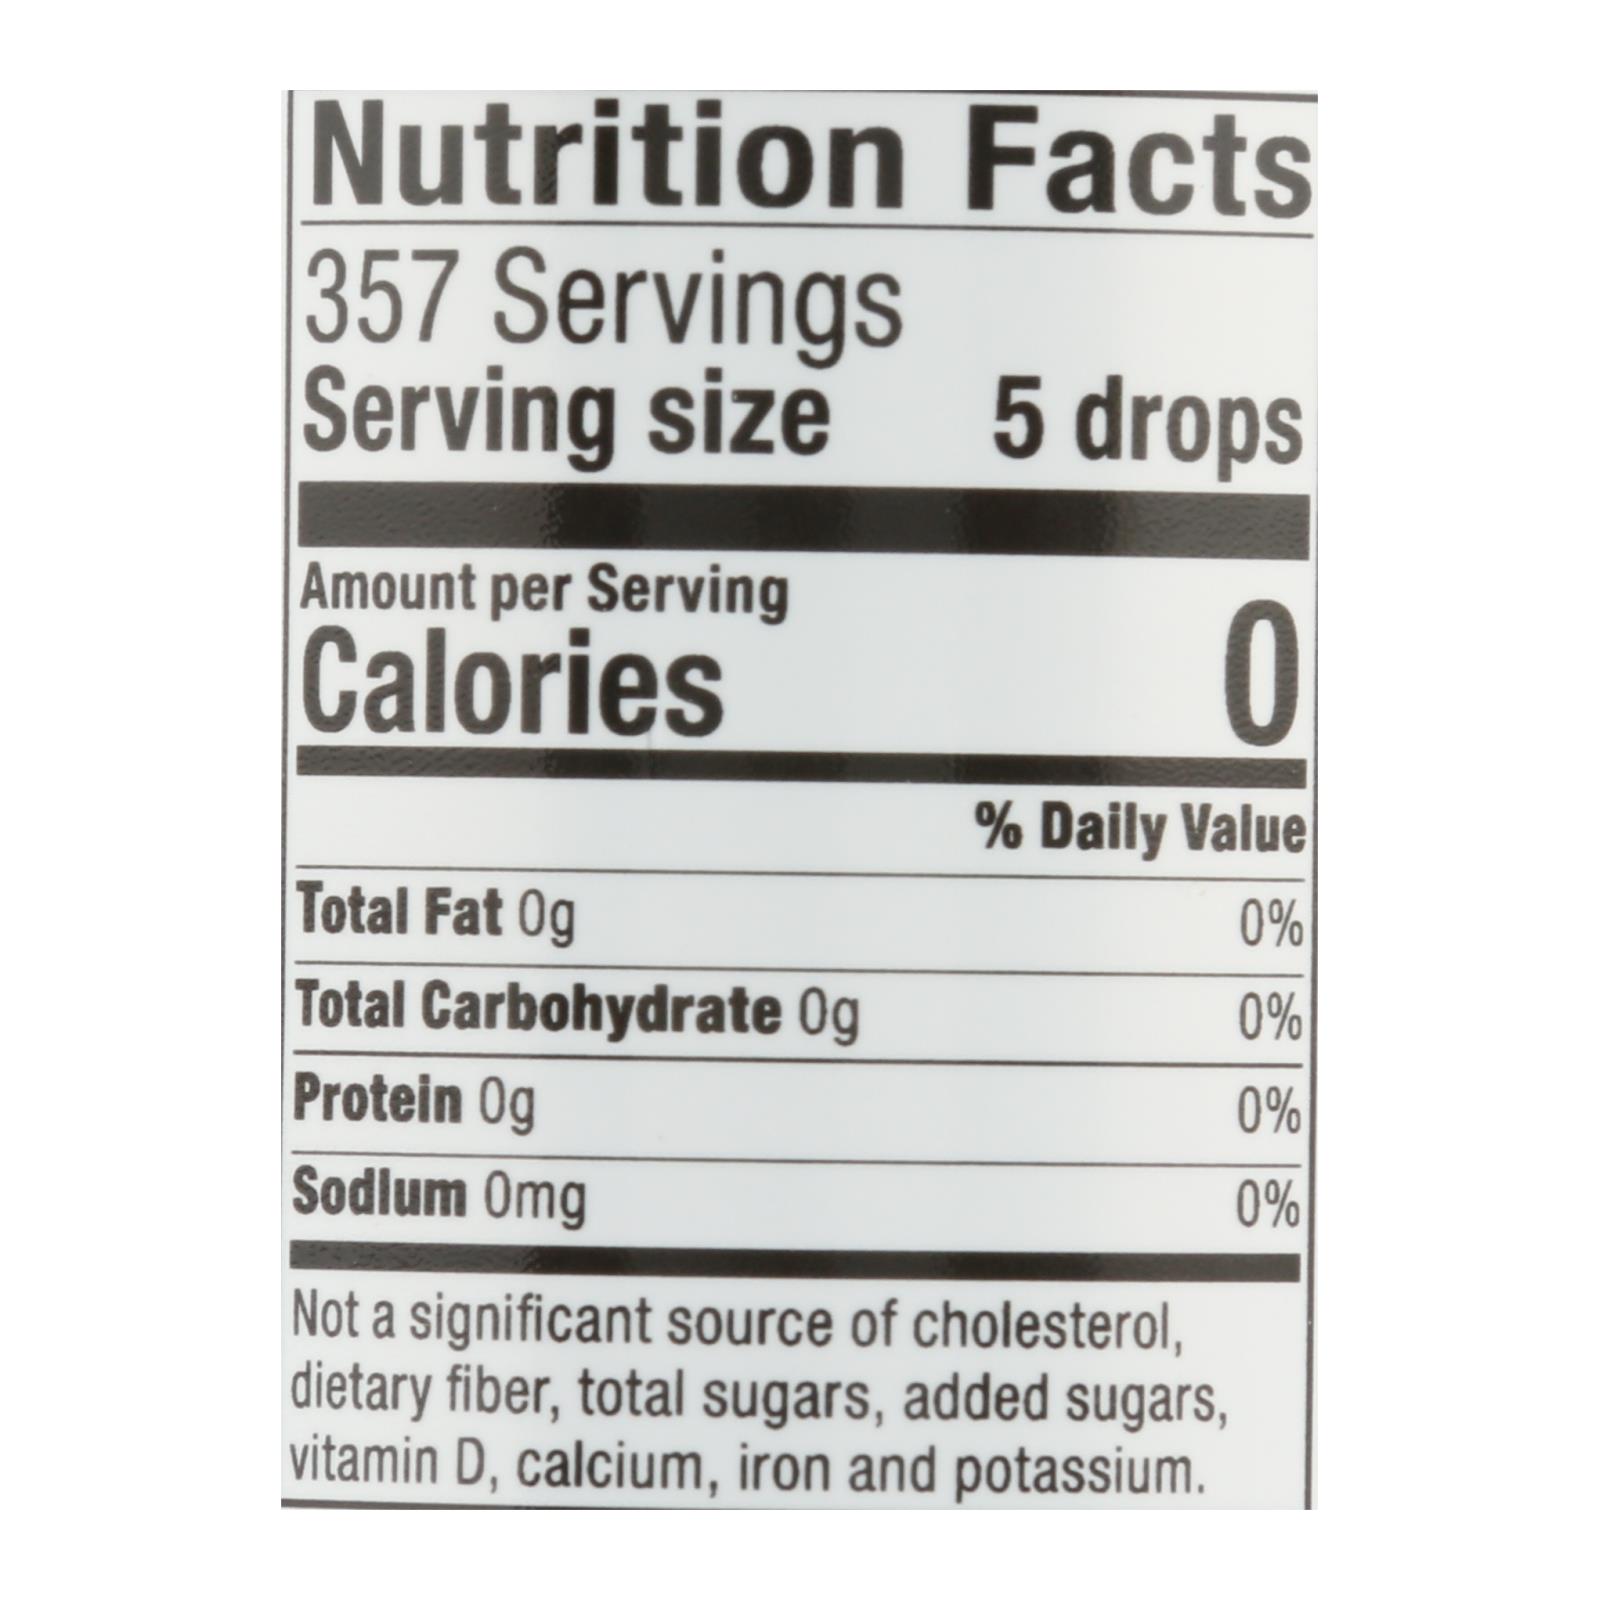 Nutrition Facts
357 Servings
Serving size 5 drops
Amount per Serving
Calories 0
% Daily Value
Total Fat 0g 0%
Total Carbohydrate 0g 0%
Protein 0g 0%
Sodium 0mg 0%
Not a significant source of cholesterol,
dietary fiber, total sugars, added sugars,
vitamin D, calcium, iron and potassium.